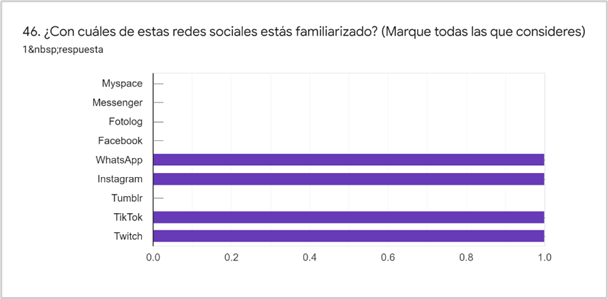 46. ¿Con cuáles de estas redes sociales estás familiarizado? (Marque todas las que consideres)
1&nbsp;respuesta
Myspace
Messenger
Fotolog
Facebook
WhatsApp
Instagram
Tumblr
TikTok
Twitch
0.0 0.2 0.4 0.6 0.8 1.0